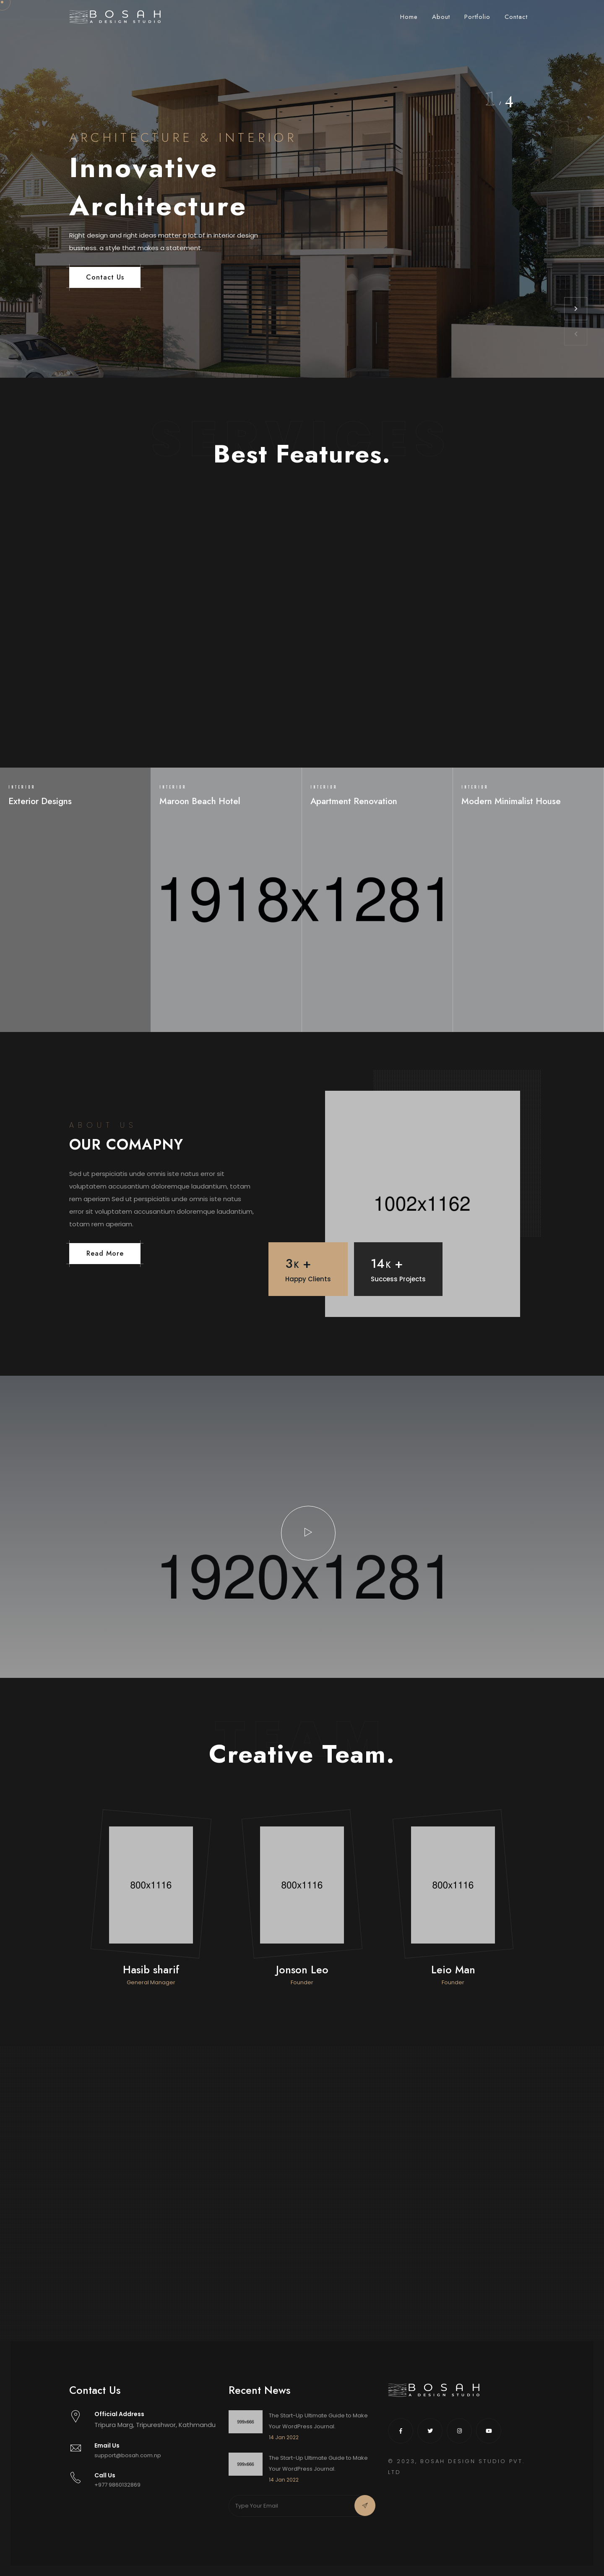 BOSAH
A DESIGN STUDIO
Home About Portfolio Contact
1 / 4
ARCHITECTURE & INTERIOR
Innovative
Architecture
Right design and right ideas matter a lot of in interior design
business. a style that makes a statement.
Contact Us
Best Features.
INTERIOR
Exterior Designs
INTERIOR
Maroon Beach Hotel
INTERIOR
Apartment Renovation
INTERIOR
Modern Minimalist House
1918x1281
ABOUT US
OUR COMAPNY
Sed ut perspiciatis unde omnis iste natus error sit
voluptatem accusantium doloremque laudantium, totam
rem aperiam Sed ut perspiciatis unde omnis iste natus
error sit voluptatem accusantium doloremque laudantium,
totam rem aperiam.
Read More
1002x1162
3K +
Happy Clients
14K +
Success Projects
1920x1281
TEAM
Creative Team.
800x1116
800x1116
800x1116
Hasib sharif
General Manager
Jonson Leo
Founder
Leio Man
Founder
Contact Us
Official Address
Tripura Marg, Tripureshwor, Kathmandu
Email Us
support@bosah.com.np
Call Us
+977 9860132869
Recent News
The Start-Up Ultimate Guide to Make
Your WordPress Journal.
14 Jan 2022
The Start-Up Ultimate Guide to Make
Your WordPress Journal.
14 Jan 2022
Type Your Email
BOSAH
A DESIGN STUDIO
© 2023, BOSAH DESIGN STUDIO PVT.
LTD